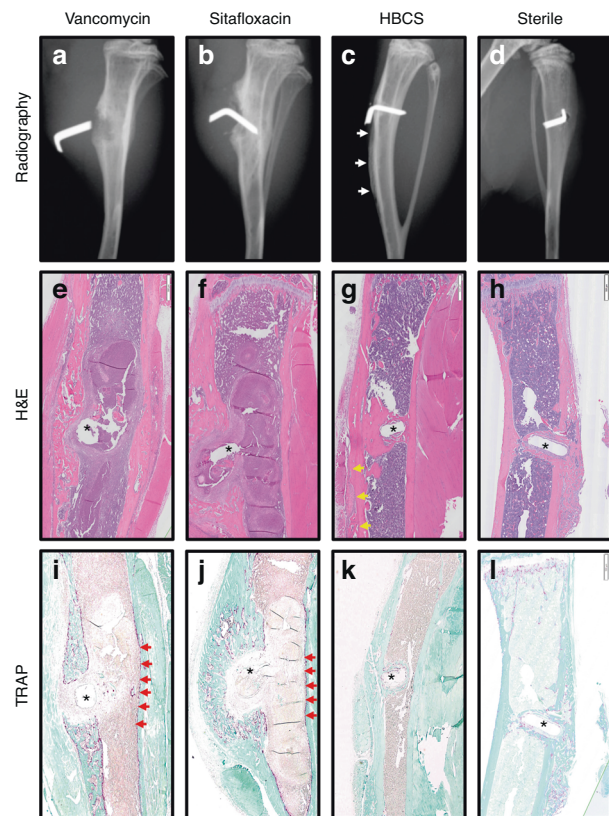 Vancomycin Sitafloxacin HBCS Sterile
Radiography
a b c d
H&E
e f g h
* * * *
TRAP
i j k l
* * * *